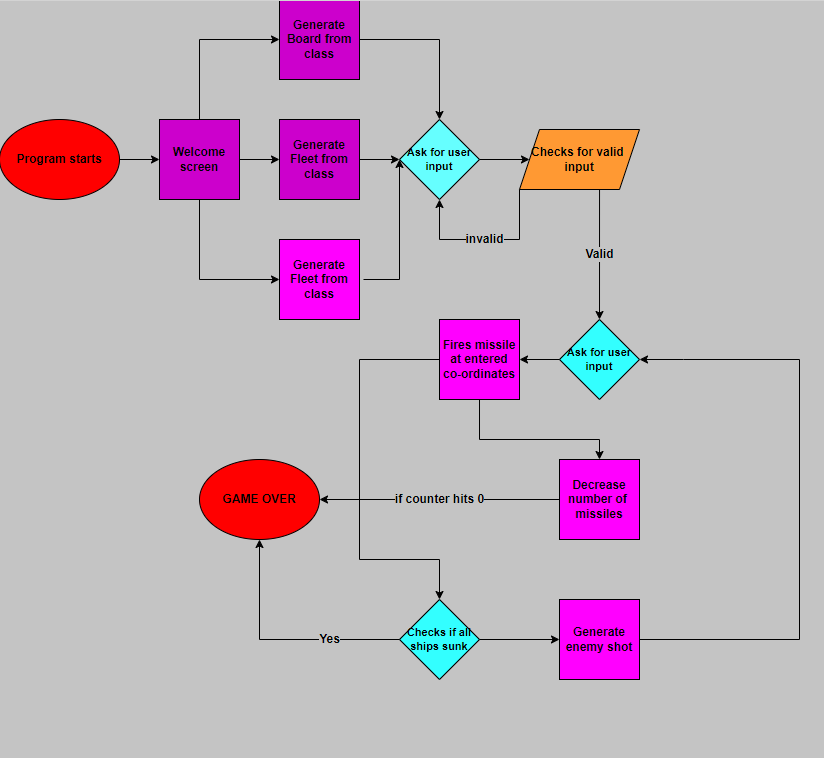 Generate
Board from
class
Program starts
Welcome
screen
Generate
Fleet from
class
Ask for user
input
Checks for valid
input
invalid
Valid
Generate
Fleet from
class
Fires missile
at entered
co-ordinates
Ask for user
input
GAME OVER
if counter hits 0
Decrease
number of
missiles
Yes
Checks if all
ships sunk
Generate
enemy shot